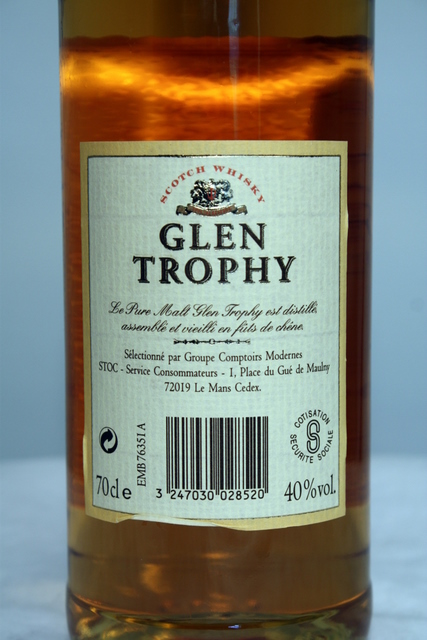 SCOTCH WHISKY
GLEN
TROPHY
Le Pure Malt Glen Trophy est distillé,
assemblé et vieilli en fûts de chêne.
Sélectionné par Groupe Comptoirs Modernes
STOC - Service Consommateurs - 1, Place du Gué de Maulny
72019 Le Mans Cedex.
COTISATION
SECURITE SOCIALE
EMB 76351 A
70cl e
3 247030 028520
40%vol.